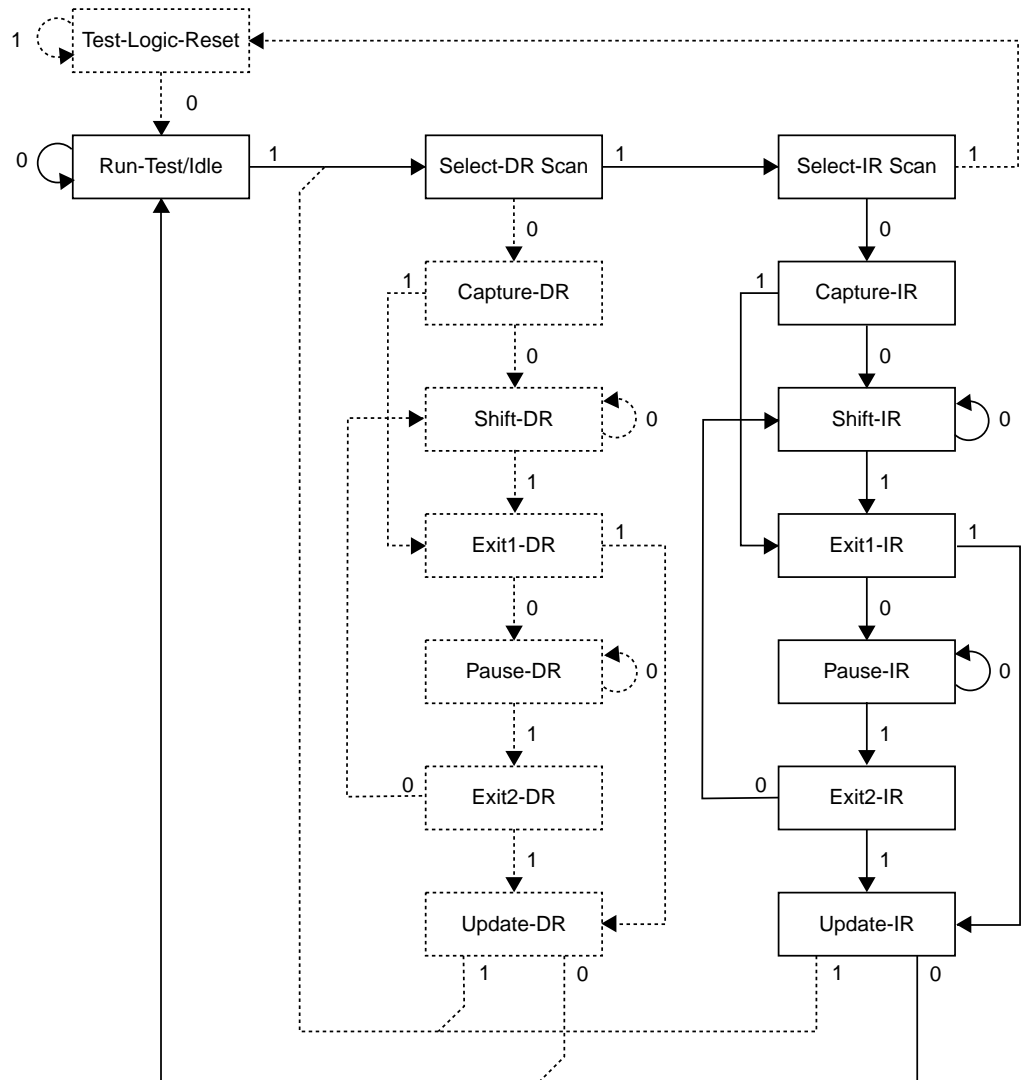 1 Test-Logic-Reset
0
0 Run-Test/Idle 1 Select-DR Scan 1 Select-IR Scan 1
0 0
1 Capture-DR 1 Capture-IR
0 0
Shift-DR 0 Shift-IR 0
1 1
Exit1-DR 1 Exit1-IR 1
0 0
Pause-DR 0 Pause-IR 0
1 1
0 Exit2-DR 0 Exit2-IR
1 1
Update-DR Update-IR
1 0 1 0